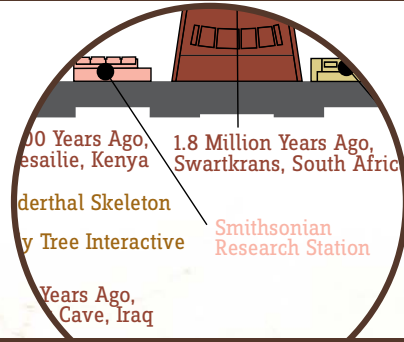 00 Years Ago,
esailie, Kenya
1.8 Million Years Ago,
Swartkrans, South Afric
derthal Skeleton
y Tree Interactive
Smithsonian
Research Station
Years Ago,
Cave, Iraq